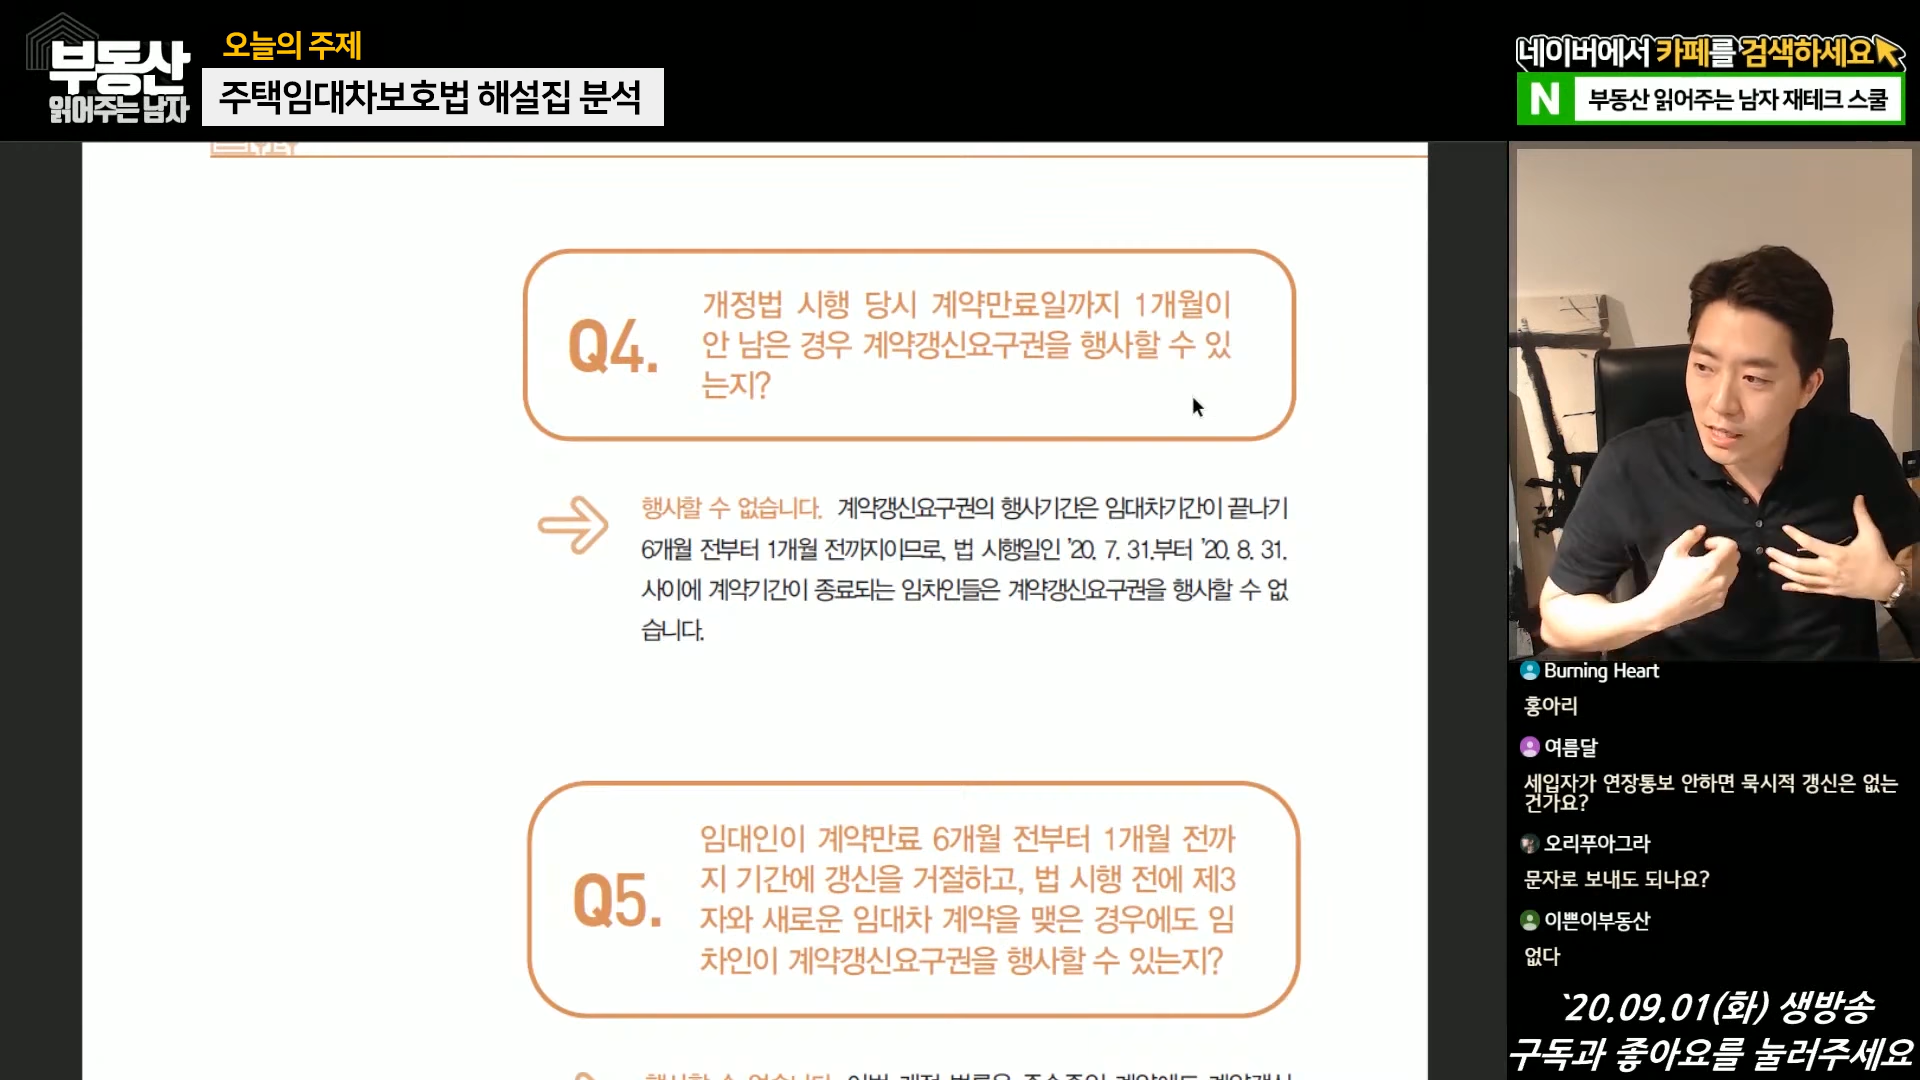 부동산
읽어주는 남자
오늘의 주제
주택임대차보호법 해설집 분석
네이버에서 카페를 검색하세요
N 부동산 읽어주는 남자 재테크 스쿨
Q4.
개정법 시행 당시 계약만료일까지 1개월이
안 남은 경우 계약갱신요구권을 행사할 수 있
는지?
행사할 수 없습니다. 계약갱신요구권의 행사기간은 임대차기간이 끝나기
6개월 전부터 1개월 전까지이므로, 법 시행일인 '20. 7. 31.부터 '20. 8. 31.
사이에 계약기간이 종료되는 임차인들은 계약갱신요구권을 행사할 수 없
습니다.
Q5.
임대인이 계약만료 6개월 전부터 1개월 전까
지 기간에 갱신을 거절하고, 법 시행 전에 제3
자와 새로운 임대차 계약을 맺은 경우에도 임
차인이 계약갱신요구권을 행사할 수 있는지?
Burning Heart
홍아리
여름달
세입자가 연장통보 안하면 묵시적 갱신은 없는
건가요?
오리푸아그라
문자로 보내도 되나요?
이쁜이부동산
없다
`20.09.01(화) 생방송
구독과 좋아요를 눌러주세요